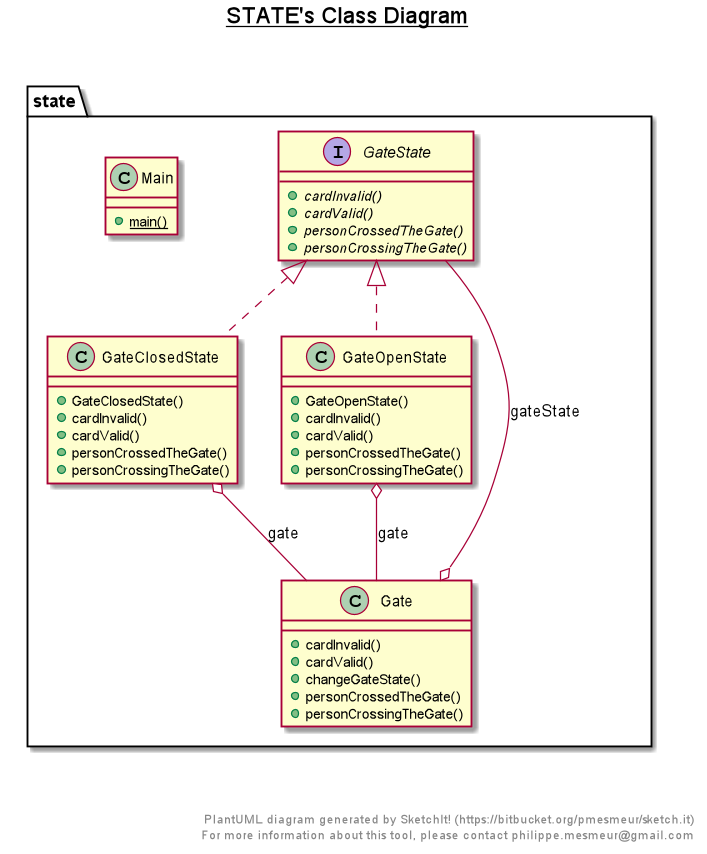 STATE's Class Diagram
state
I GateState
cardInvalid()
cardValid()
personCrossedTheGate()
personCrossingTheGate()
C Main
main()
C GateClosedState
GateClosedState()
cardInvalid()
cardValid()
personCrossedTheGate()
personCrossingTheGate()
C GateOpenState
GateOpenState()
cardInvalid()
cardValid()
personCrossedTheGate()
personCrossingTheGate()
gateState
gate
gate
C Gate
cardInvalid()
cardValid()
changeGateState()
personCrossedTheGate()
personCrossingTheGate()
PlantUML diagram generated by SketchIt! (https://bitbucket.org/pmesmeur/sketch.it)
For more information about this tool, please contact philippe.mesmeur@gmail.com